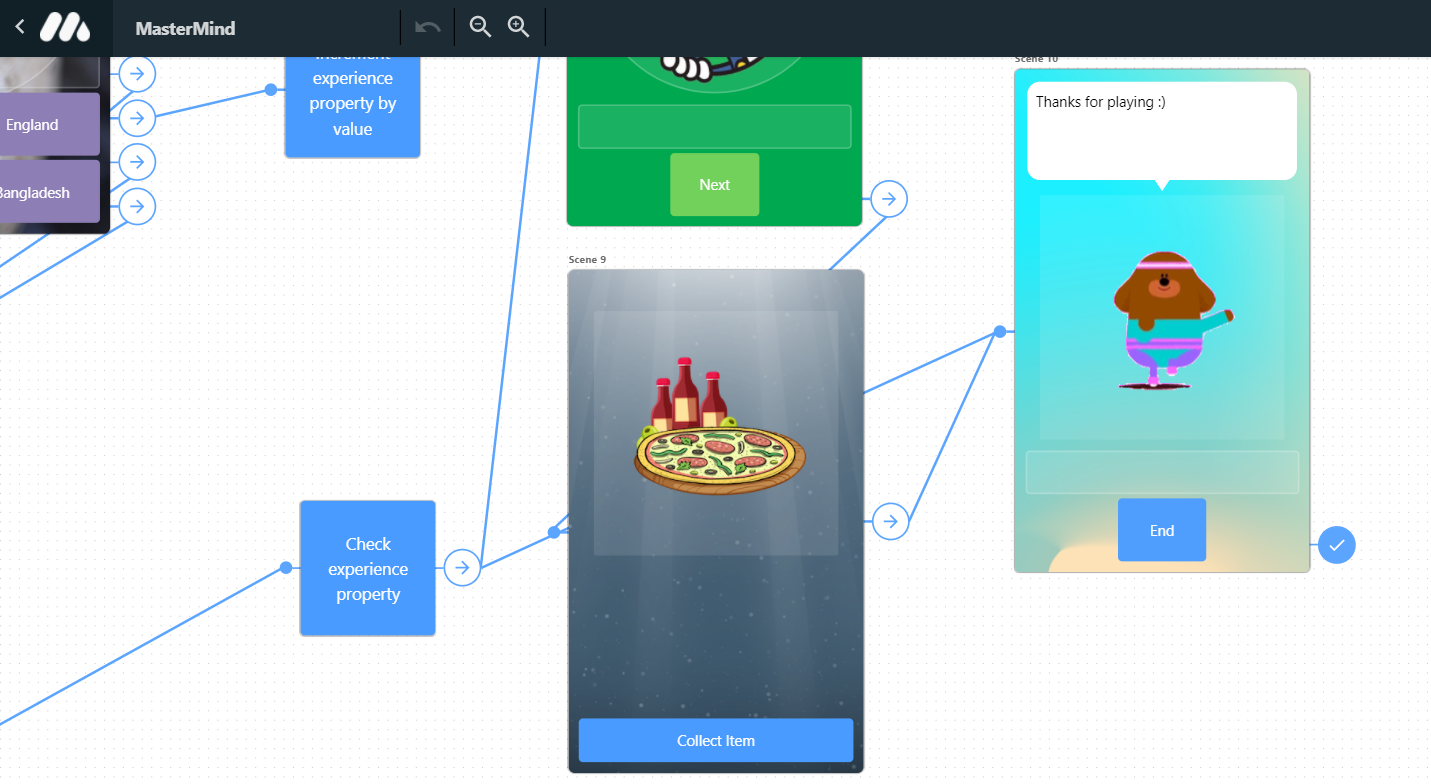 MasterMind
Increment
experience
property by
value
England
Bangladesh
Next
Scene 9
Collect Item
Check
experience
property
Scene 10
Thanks for playing :)
End